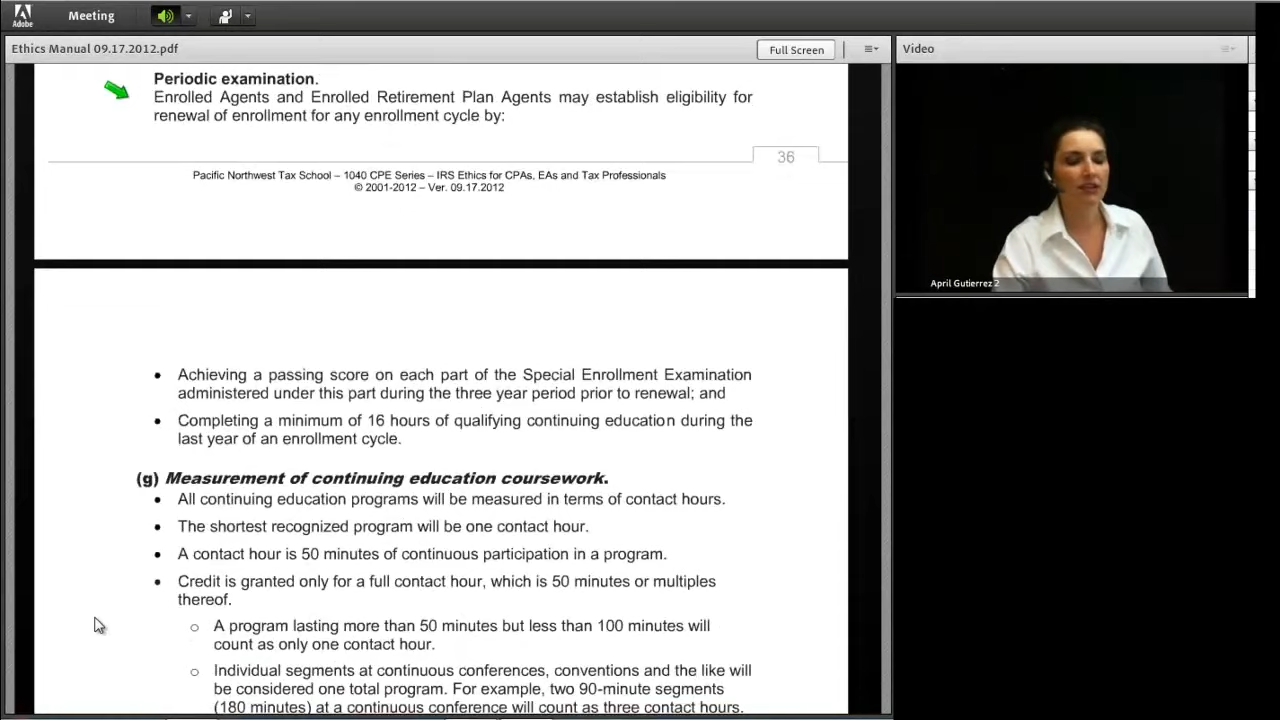 Adobe
Meeting
Ethics Manual 09.17.2012.pdf
Full Screen
Video
Periodic examination.
Enrolled Agents and Enrolled Retirement Plan Agents may establish eligibility for
renewal of enrollment for any enrollment cycle by:
36
Pacific Northwest Tax School – 1040 CPE Series – IRS Ethics for CPAs, EAs and Tax Professionals
© 2001-2012 – Ver. 09.17.2012
April Gutierrez 2
• Achieving a passing score on each part of the Special Enrollment Examination
administered under this part during the three year period prior to renewal; and
• Completing a minimum of 16 hours of qualifying continuing education during the
last year of an enrollment cycle.
(g) Measurement of continuing education coursework.
• All continuing education programs will be measured in terms of contact hours.
• The shortest recognized program will be one contact hour.
• A contact hour is 50 minutes of continuous participation in a program.
• Credit is granted only for a full contact hour, which is 50 minutes or multiples
thereof.
o A program lasting more than 50 minutes but less than 100 minutes will
count as only one contact hour.
o Individual segments at continuous conferences, conventions and the like will
be considered one total program. For example, two 90-minute segments
(180 minutes) at a continuous conference will count as three contact hours.